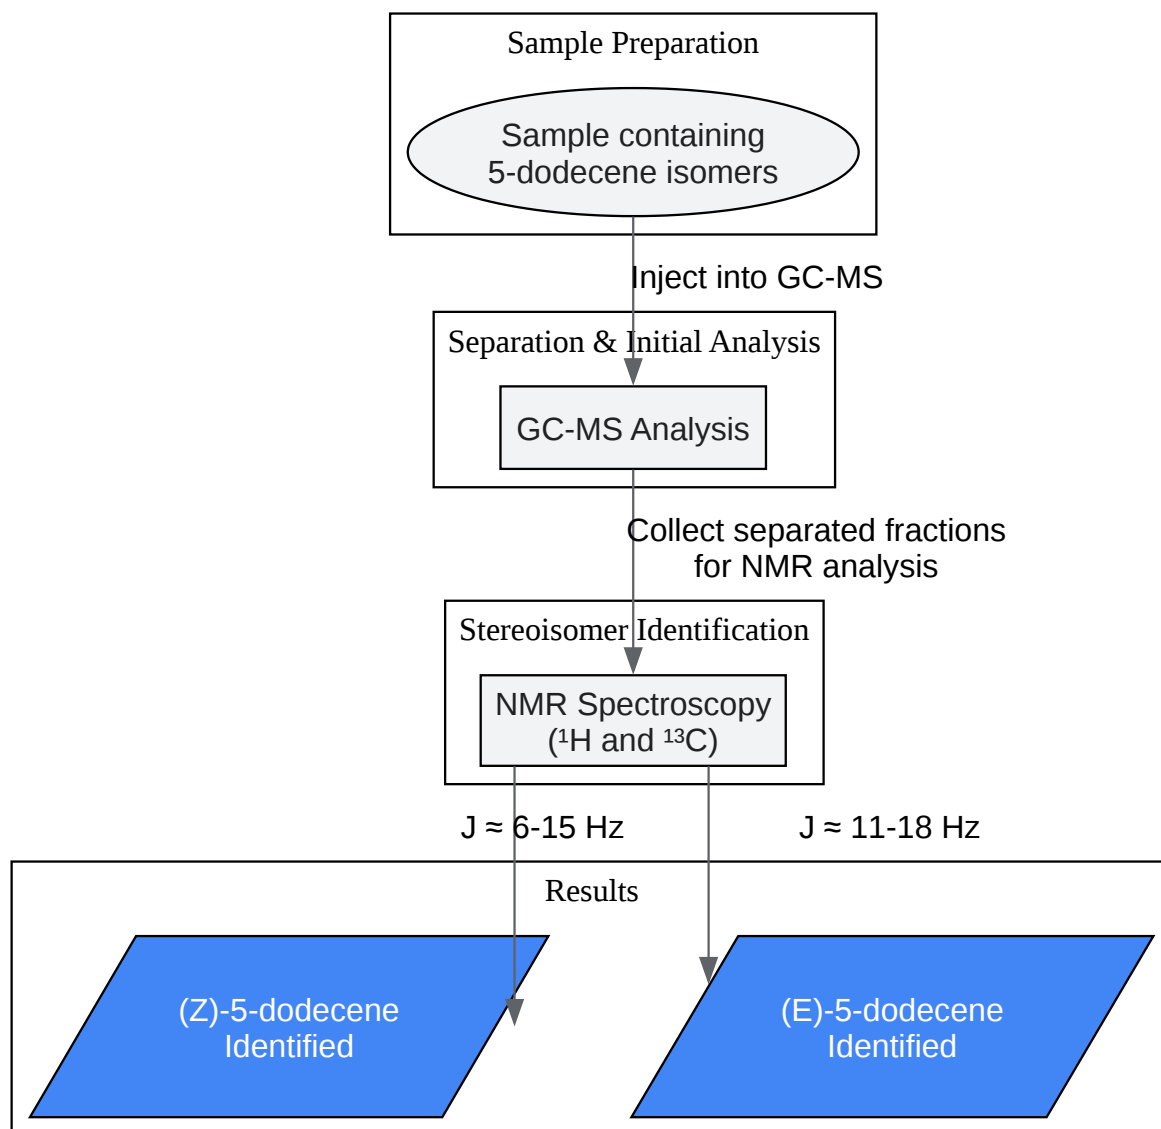 Sample Preparation
Sample containing
5-dodecene isomers
Inject into GC-MS
Separation & Initial Analysis
GC-MS Analysis
Collect separated fractions
for NMR analysis
Stereoisomer Identification
NMR Spectroscopy
(¹H and ¹³C)
J ≈ 6-15 Hz
J ≈ 11-18 Hz
Results
(Z)-5-dodecene
Identified
(E)-5-dodecene
Identified